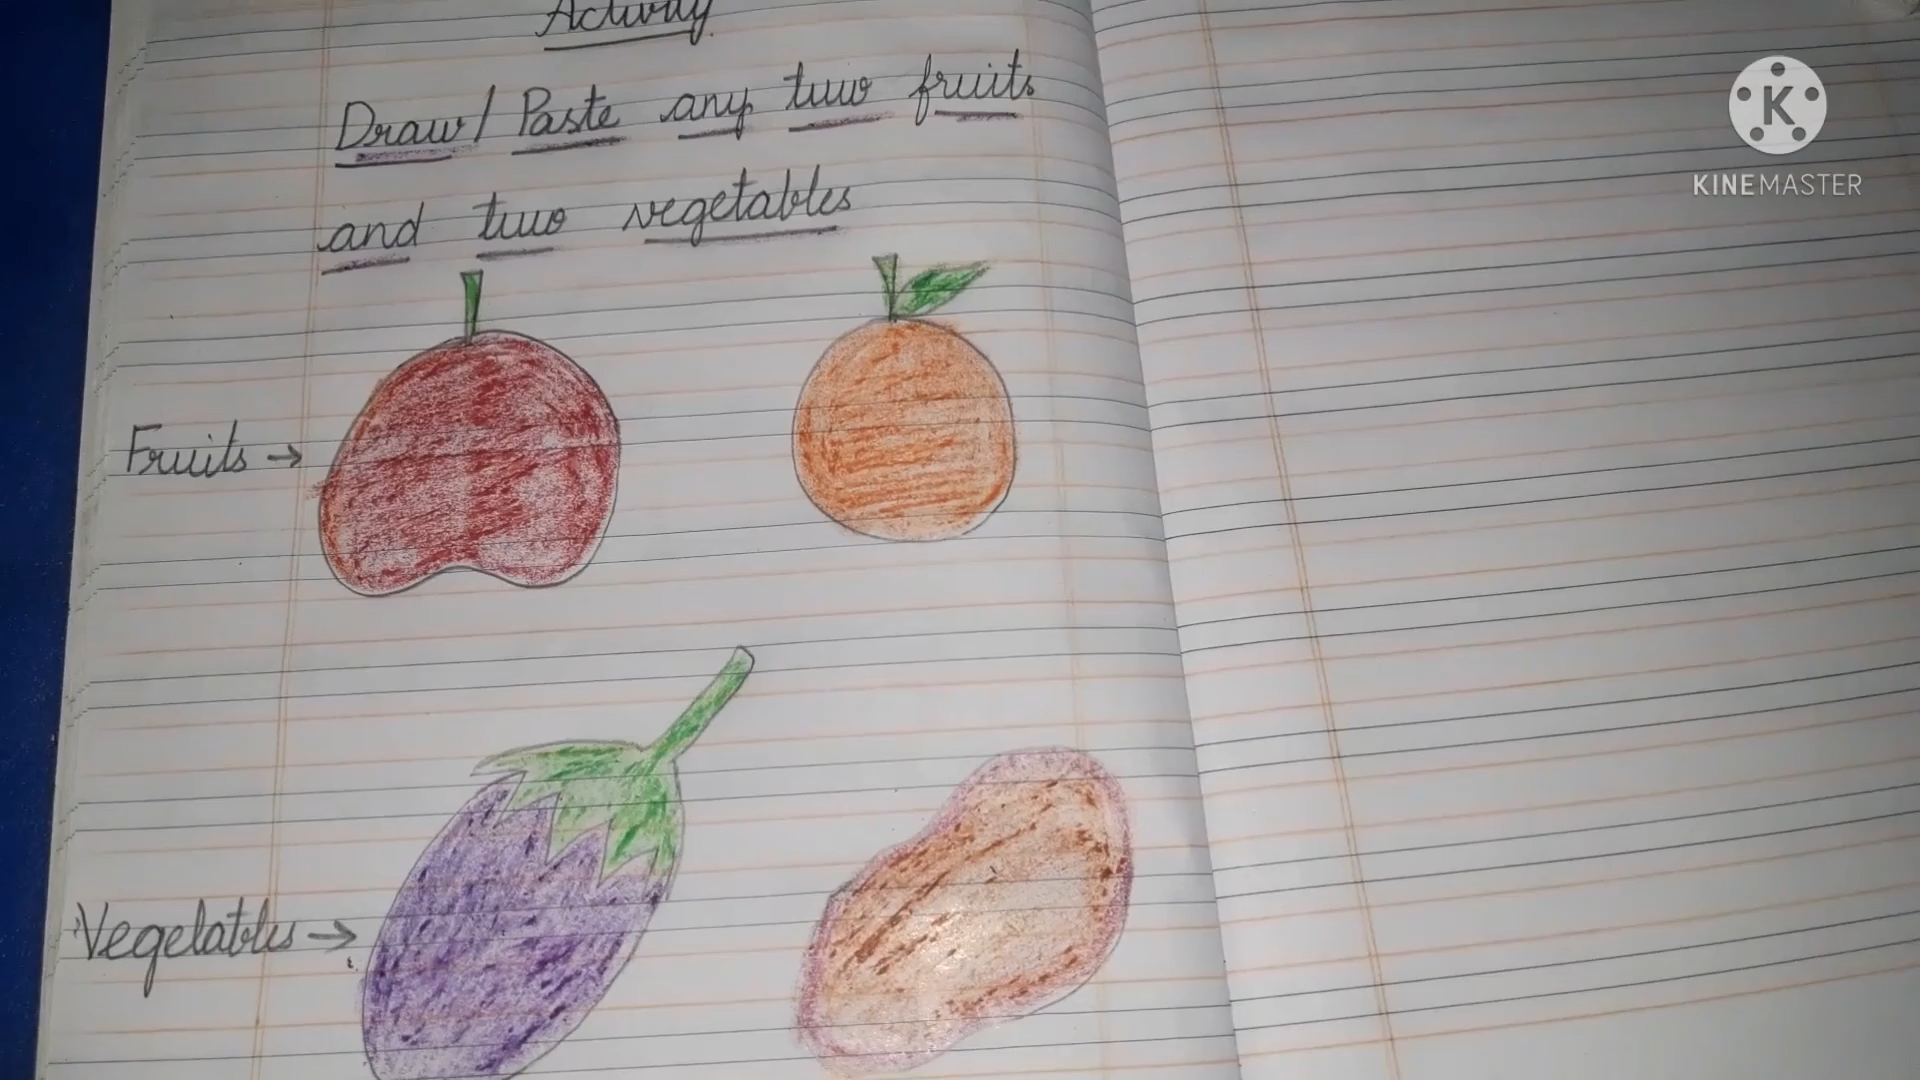 Activity
Draw/ Paste any two fruits
and two vegetables
Fruits →
Vegetables →
K
KINEMASTER